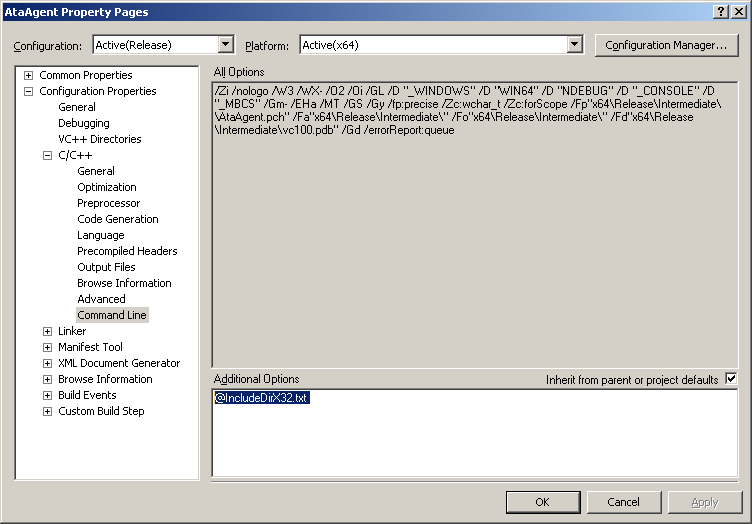 AtaAgent Property Pages
Configuration: Active(Release) Platform: Active(x64) Configuration Manager...
Common Properties
Configuration Properties
General
Debugging
VC++ Directories
C/C++
General
Optimization
Preprocessor
Code Generation
Language
Precompiled Headers
Output Files
Browse Information
Advanced
Command Line
Linker
Manifest Tool
XML Document Generator
Browse Information
Build Events
Custom Build Step
All Options
/Zi /nologo /W3 /WX- /O2 /Oi /GL /D "_WINDOWS" /D "WIN64" /D "NDEBUG" /D "_CONSOLE" /D
"_MBCS" /Gm- /EHa /MT /GS /Gy /fp:precise /Zc:wchar_t /Zc:forScope /Fp"x64\Release\Intermediate\
\AtaAgent.pch" /Fa"x64\Release\Intermediate\" /Fo"x64\Release\Intermediate\" /Fd"x64\Release
\Intermediate\vc100.pdb" /Gd /errorReport:queue
Additional Options Inherit from parent or project defaults
@IncludeDirX32.txt
OK Cancel Apply